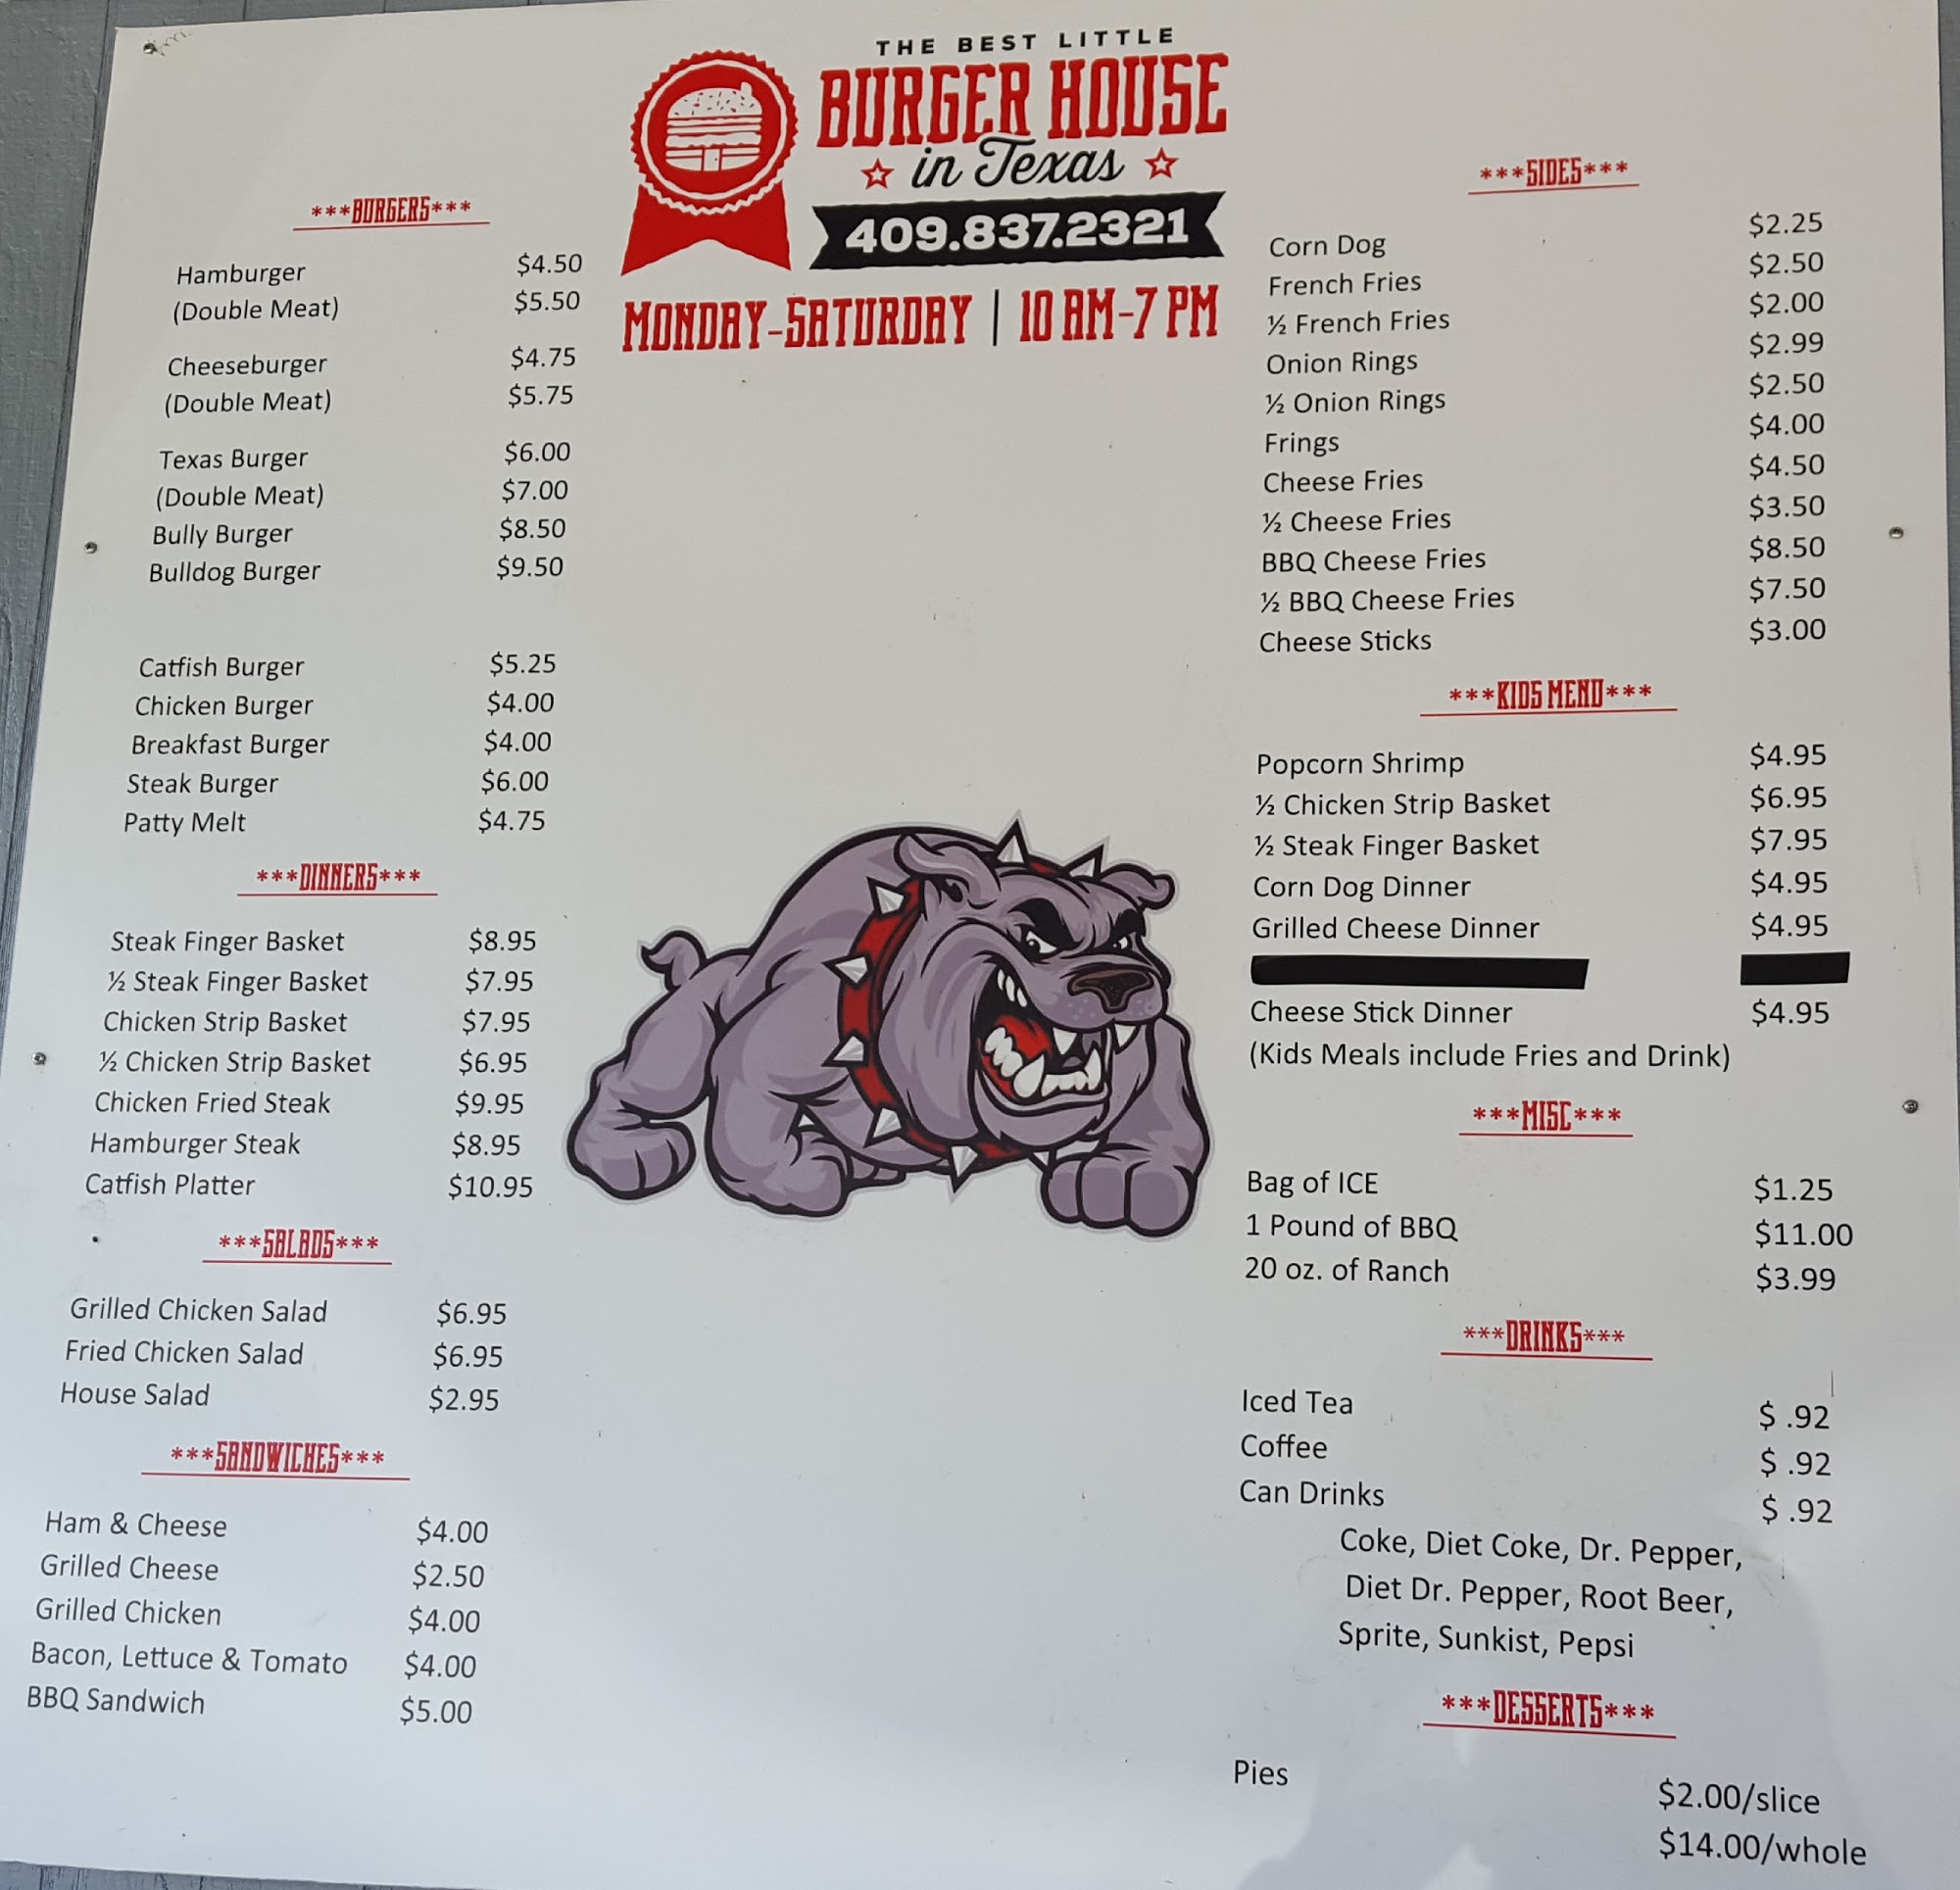 THE BEST LITTLE
BURGER HOUSE
in Texas
409.837.2321
MONDAY-SATURDAY | 10 AM-7 PM
***BURGERS***
Hamburger $4.50
(Double Meat) $5.50
Cheeseburger $4.75
(Double Meat) $5.75
Texas Burger $6.00
(Double Meat) $7.00
Bully Burger $8.50
Bulldog Burger $9.50
Catfish Burger $5.25
Chicken Burger $4.00
Breakfast Burger $4.00
Steak Burger $6.00
Patty Melt $4.75
***DINNERS***
Steak Finger Basket $8.95
½ Steak Finger Basket $7.95
Chicken Strip Basket $7.95
½ Chicken Strip Basket $6.95
Chicken Fried Steak $9.95
Hamburger Steak $8.95
Catfish Platter $10.95
***SALADS***
Grilled Chicken Salad $6.95
Fried Chicken Salad $6.95
House Salad $2.95
***SANDWICHES***
Ham & Cheese $4.00
Grilled Cheese $2.50
Grilled Chicken $4.00
Bacon, Lettuce & Tomato $4.00
BBQ Sandwich $5.00
***SIDES***
Corn Dog $2.25
French Fries $2.50
½ French Fries $2.00
Onion Rings $2.99
½ Onion Rings $2.50
Frings $4.00
Cheese Fries $4.50
½ Cheese Fries $3.50
BBQ Cheese Fries $8.50
½ BBQ Cheese Fries $7.50
Cheese Sticks $3.00
***KIDS MENU***
Popcorn Shrimp $4.95
½ Chicken Strip Basket $6.95
½ Steak Finger Basket $7.95
Corn Dog Dinner $4.95
Grilled Cheese Dinner $4.95
Cheese Stick Dinner $4.95
(Kids Meals include Fries and Drink)
***MISC***
Bag of ICE $1.25
1 Pound of BBQ $11.00
20 oz. of Ranch $3.99
***DRINKS***
Iced Tea $ .92
Coffee $ .92
Can Drinks $ .92
Coke, Diet Coke, Dr. Pepper,
Diet Dr. Pepper, Root Beer,
Sprite, Sunkist, Pepsi
***DESSERTS***
Pies $2.00/slice
$14.00/whole